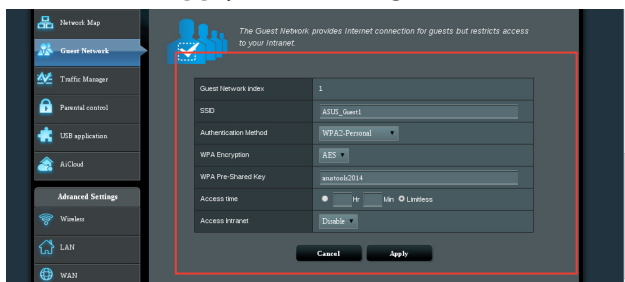 Network Map
Guest Network
Traffic Manager
Parental control
USB application
AiCloud
Advanced Settings
Wireless
LAN
WAN
The Guest Network provides Internet connection for guests but restricts access
to your Intranet.
Guest Network index 1
SSID ASUS_Guest1
Authentication Method WPA2-Personal
WPA Encryption AES
WPA Pre-Shared Key
Access time Hr Min Limitless
Access Intranet Disable
Cancel Apply